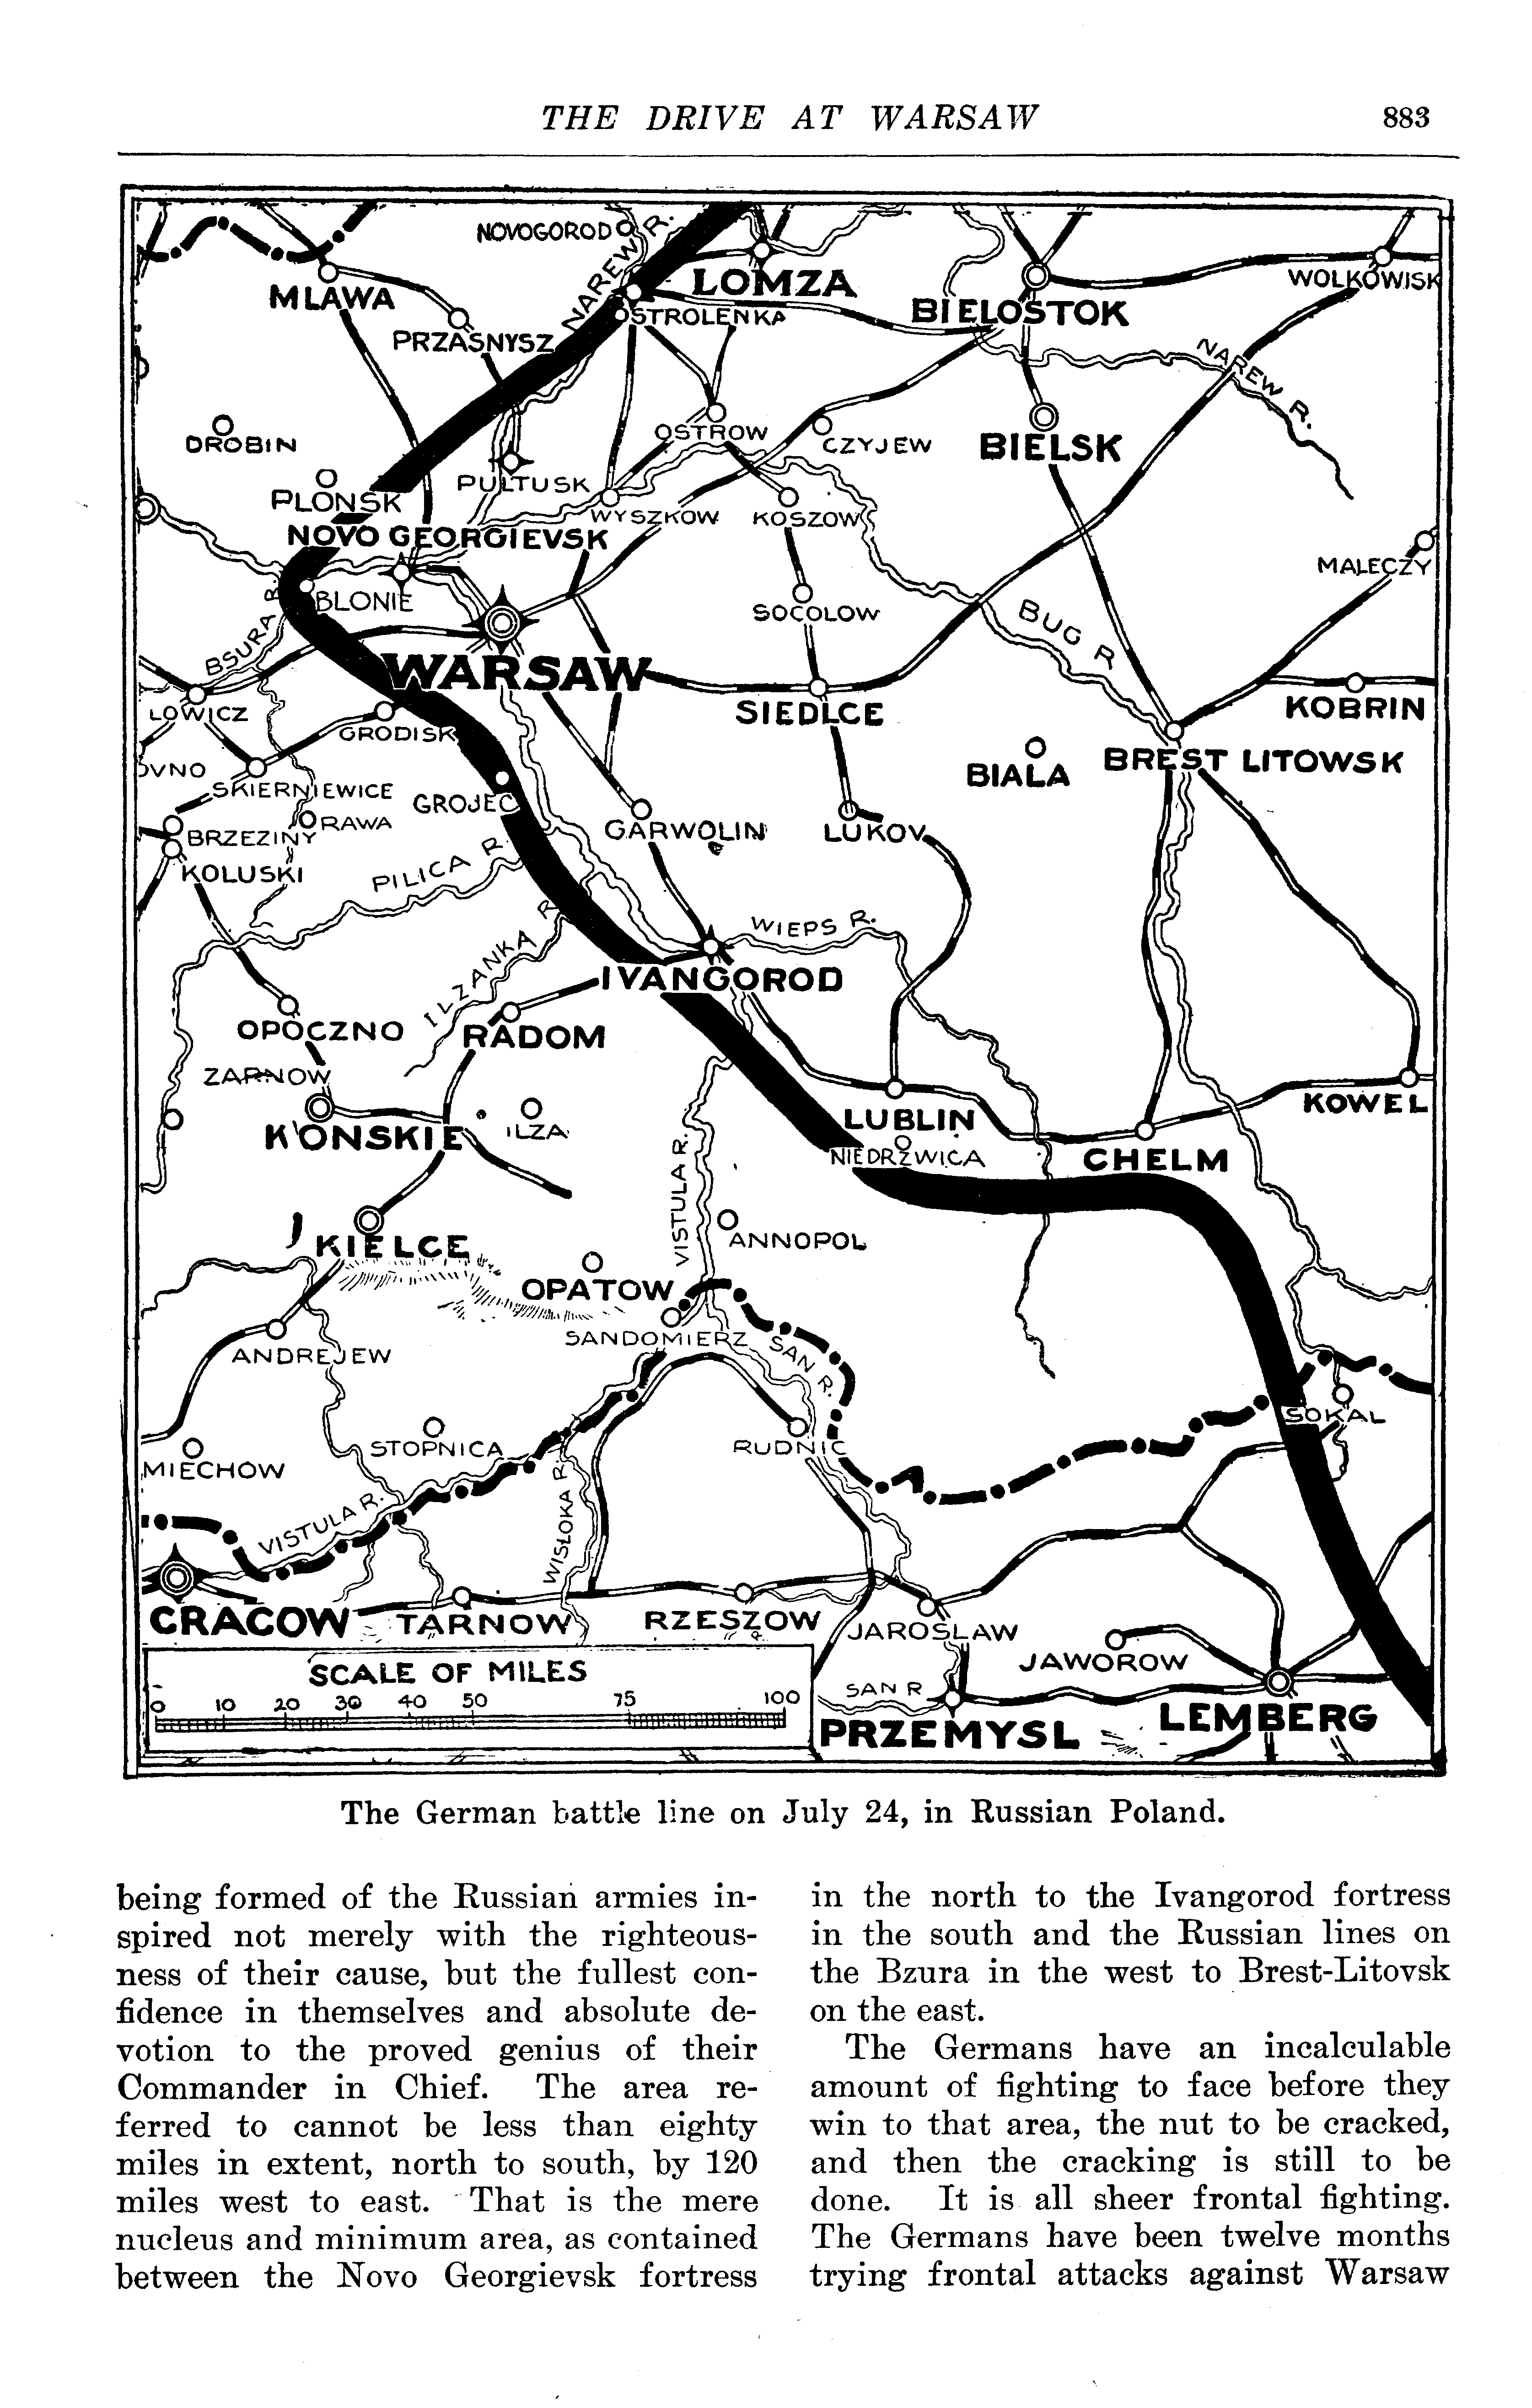 THE DRIVE AT WARSAW 883
NOVOGOROD
NAREW R.
LOMZA
MLAWA
OSTROLENKA
PRZASNYSZ
BIELOSTOK
WOLKOWISK
NAREW R.
DROBIN
OSTROW
CZYJEW
BIELSK
PLONSK
PULTUSK
WYSZKOW
KOSZOW
NOVO GEORGIEVSK
MALECZY
BLONIE
SOCOLOW
BUG R
BSURA R
WARSAW
SIEDLCE
KOBRIN
LOWICZ
GRODISK
BIALA
BREST LITOWSK
OVNO
SKIERNIEWICE
GROJEC
RAWA
BRZEZINY
GARWOLIN
LUKOV
KOLUSKI
PILICA R.
WIEPS R.
ILZANKA R
IVANGOROD
OPOCZNO
RADOM
ZARNOW
KONSKIE
ILZA
LUBLIN
KOWEL
NIEDRZWICA
CHELM
VISTULA R.
KIELCE
ANNOPOL
OPATOW
SANDOMIERZ
SAN R.
ANDREJEW
SOKAL
STOPNICA
RUDNIC
MIECHOW
VISTULA R.
WISLOKA R
CRACOW
TARNOW
RZESZOW
JAROSLAW
JAWOROW
SCALE OF MILES
0 10 20 30 40 50 75 100
SAN R
PRZEMYSL
LEMBERG
The German battle line on July 24, in Russian Poland.
being formed of the Russian armies in-
spired not merely with the righteous-
ness of their cause, but the fullest con-
fidence in themselves and absolute de-
votion to the proved genius of their
Commander in Chief. The area re-
ferred to cannot be less than eighty
miles in extent, north to south, by 120
miles west to east. That is the mere
nucleus and minimum area, as contained
between the Novo Georgievsk fortress
in the north to the Ivangorod fortress
in the south and the Russian lines on
the Bzura in the west to Brest-Litovsk
on the east.
The Germans have an incalculable
amount of fighting to face before they
win to that area, the nut to be cracked,
and then the cracking is still to be
done. It is all sheer frontal fighting.
The Germans have been twelve months
trying frontal attacks against Warsaw